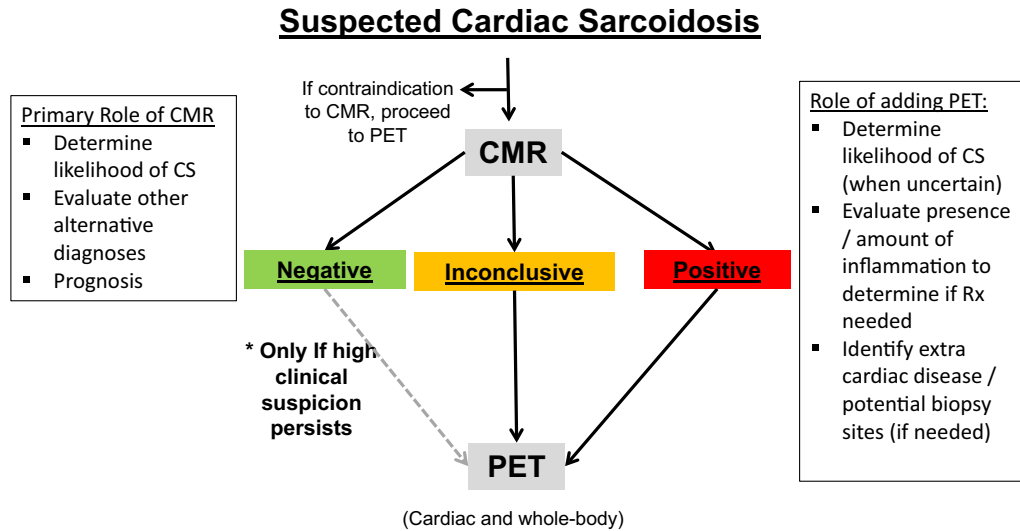 Suspected Cardiac Sarcoidosis
If contraindication
to CMR, proceed
to PET
Primary Role of CMR
▪ Determine
likelihood of CS
▪ Evaluate other
alternative
diagnoses
▪ Prognosis
CMR
Role of adding PET:
▪ Determine
likelihood of CS
(when uncertain)
▪ Evaluate presence
/ amount of
inflammation to
determine if Rx
needed
▪ Identify extra
cardiac disease /
potential biopsy
sites (if needed)
Negative
Inconclusive
Positive
* Only If high
clinical
suspicion
persists
PET
(Cardiac and whole-body)